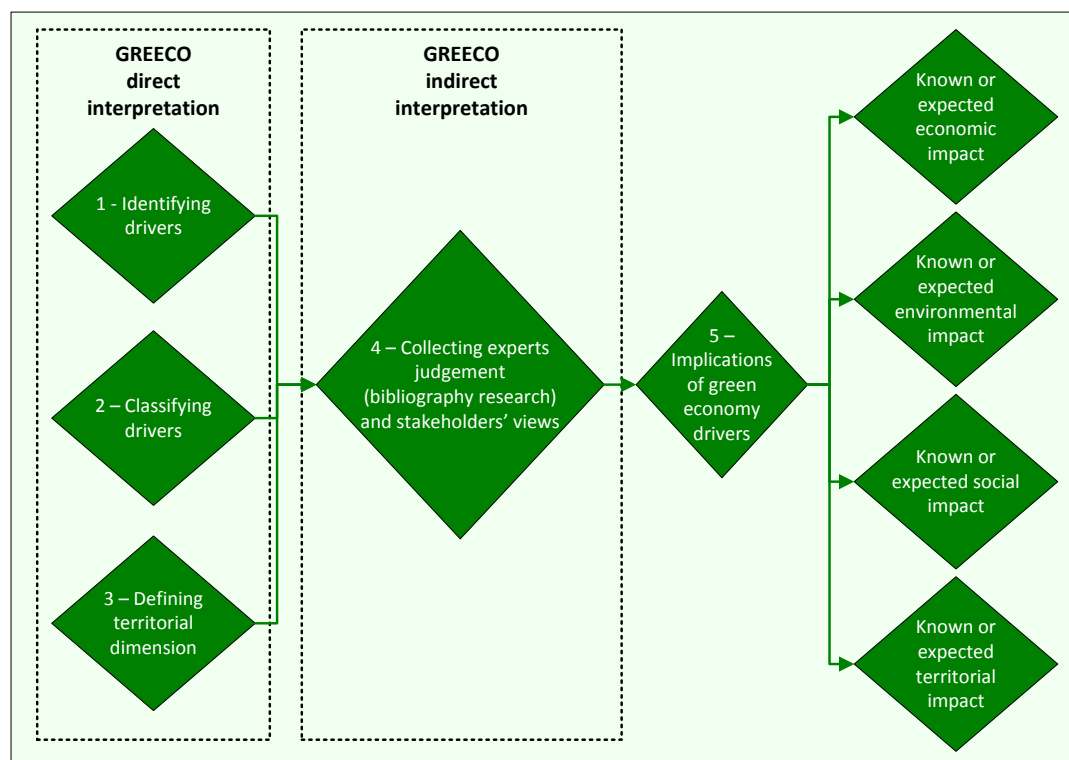 GREECO
direct
interpretation
1 - Identifying
drivers
2 – Classifying
drivers
3 – Defining
territorial
dimension
GREECO
indirect
interpretation
4 – Collecting experts
judgement
(bibliography research)
and stakeholders’ views
5 –
Implications
of green
economy
drivers
Known or
expected
economic
impact
Known or
expected
environmental
impact
Known or
expected social
impact
Known or
expected
territorial
impact